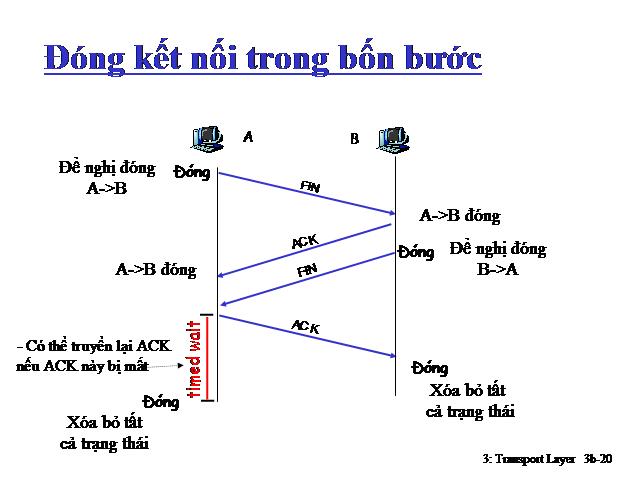 Đóng kết nối trong bốn bước
A
B
Đề nghị đóng
A->B
Đóng
FIN
A->B đóng
ACK
Đóng
Đề nghị đóng
B->A
A->B đóng
FIN
ACK
- Có thể truyền lại ACK
nếu ACK này bị mất
timed wait
Đóng
Xóa bỏ tất
cả trạng thái
Đóng
Xóa bỏ tất
cả trạng thái
3: Transport Layer 3b-20